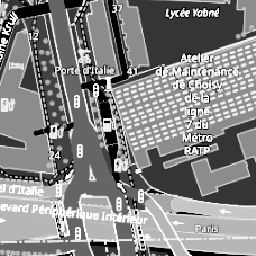 37
Lycée Yabné
12
Porte d'Italie
41
Atelier
de Maintenance
de Choisy
de la
ligne
7 du
Métro
RATP
24
d'Italie
Périphérique Intérieur
Paris